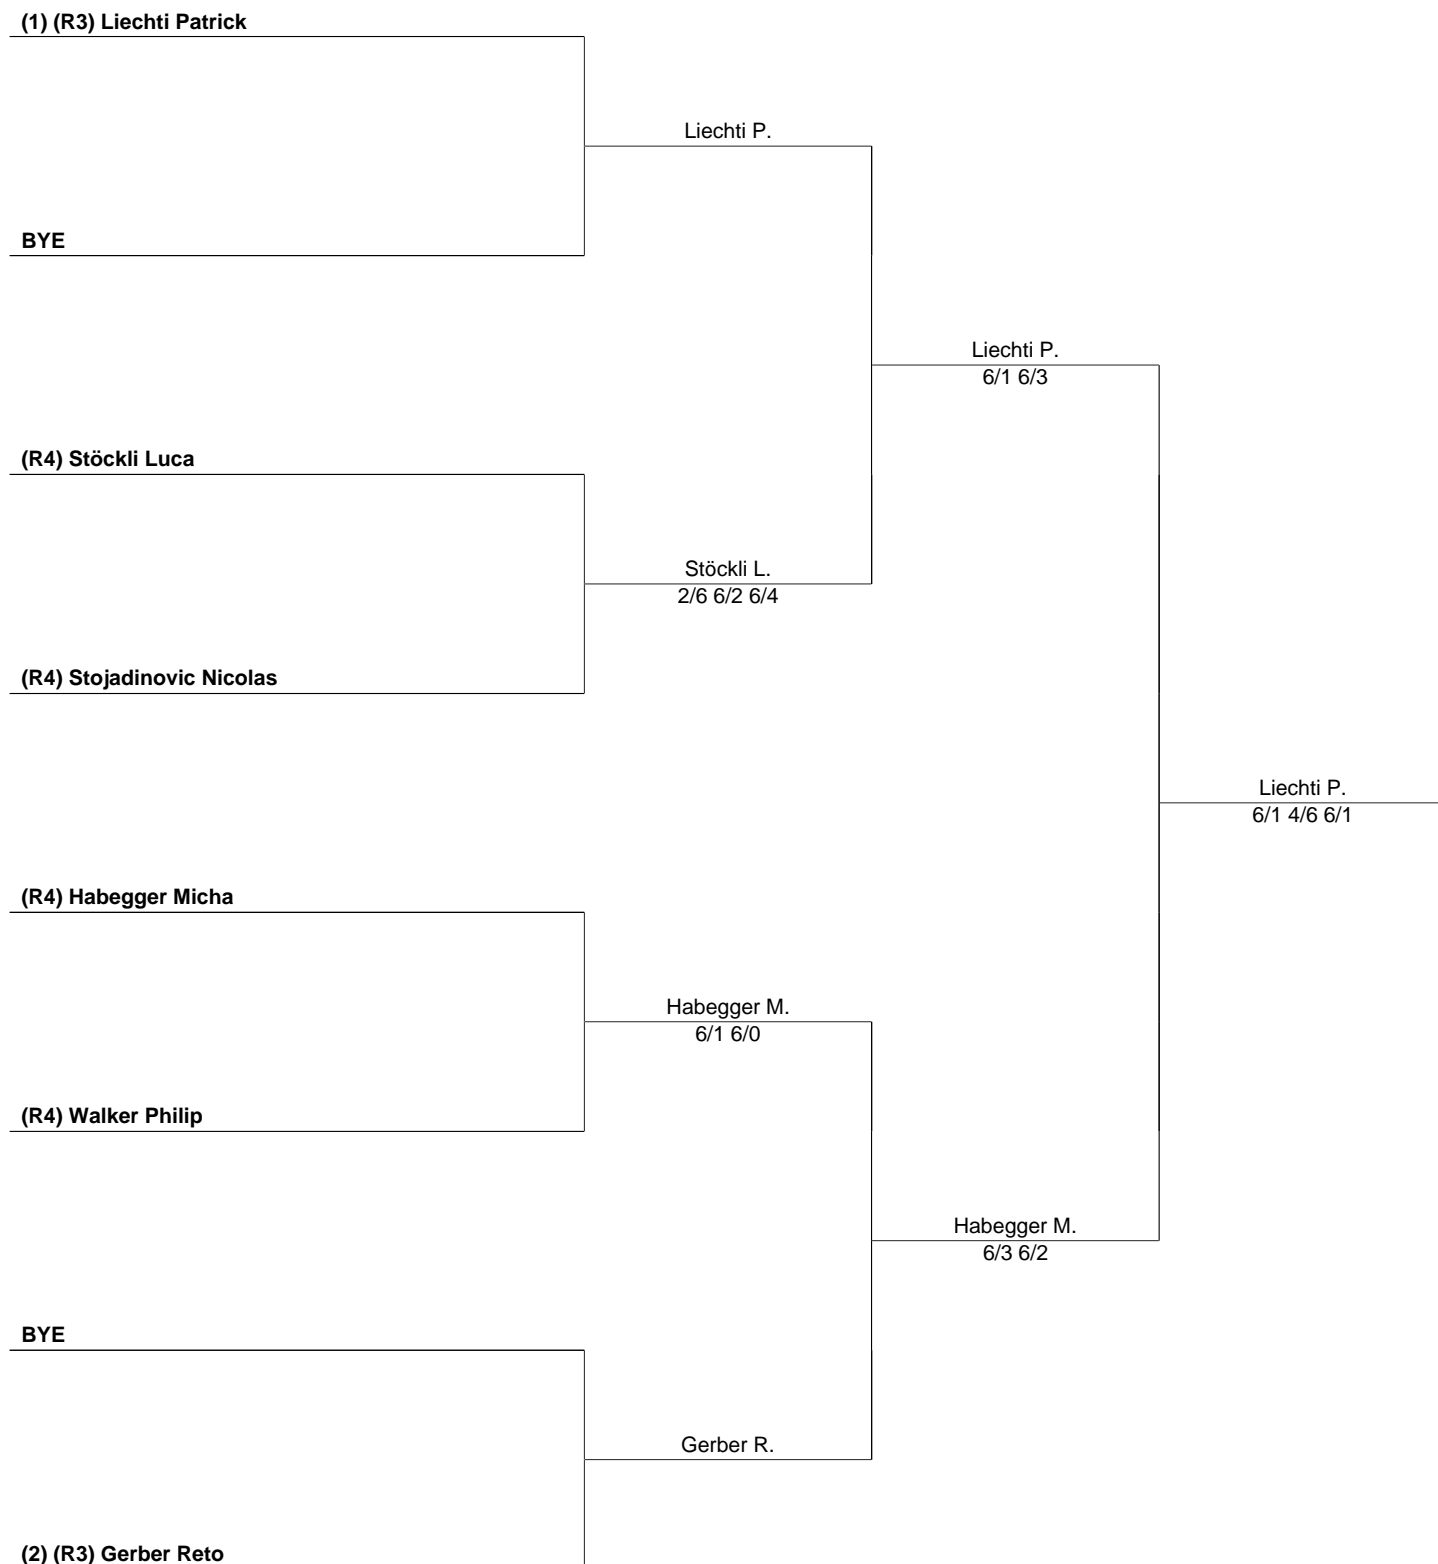 (1) (R3) Liechti Patrick
Liechti P.
BYE
Liechti P.
6/1 6/3
(R4) Stöckli Luca
Stöckli L.
2/6 6/2 6/4
(R4) Stojadinovic Nicolas
Liechti P.
6/1 4/6 6/1
(R4) Habegger Micha
Habegger M.
6/1 6/0
(R4) Walker Philip
Habegger M.
6/3 6/2
BYE
Gerber R.
(2) (R3) Gerber Reto